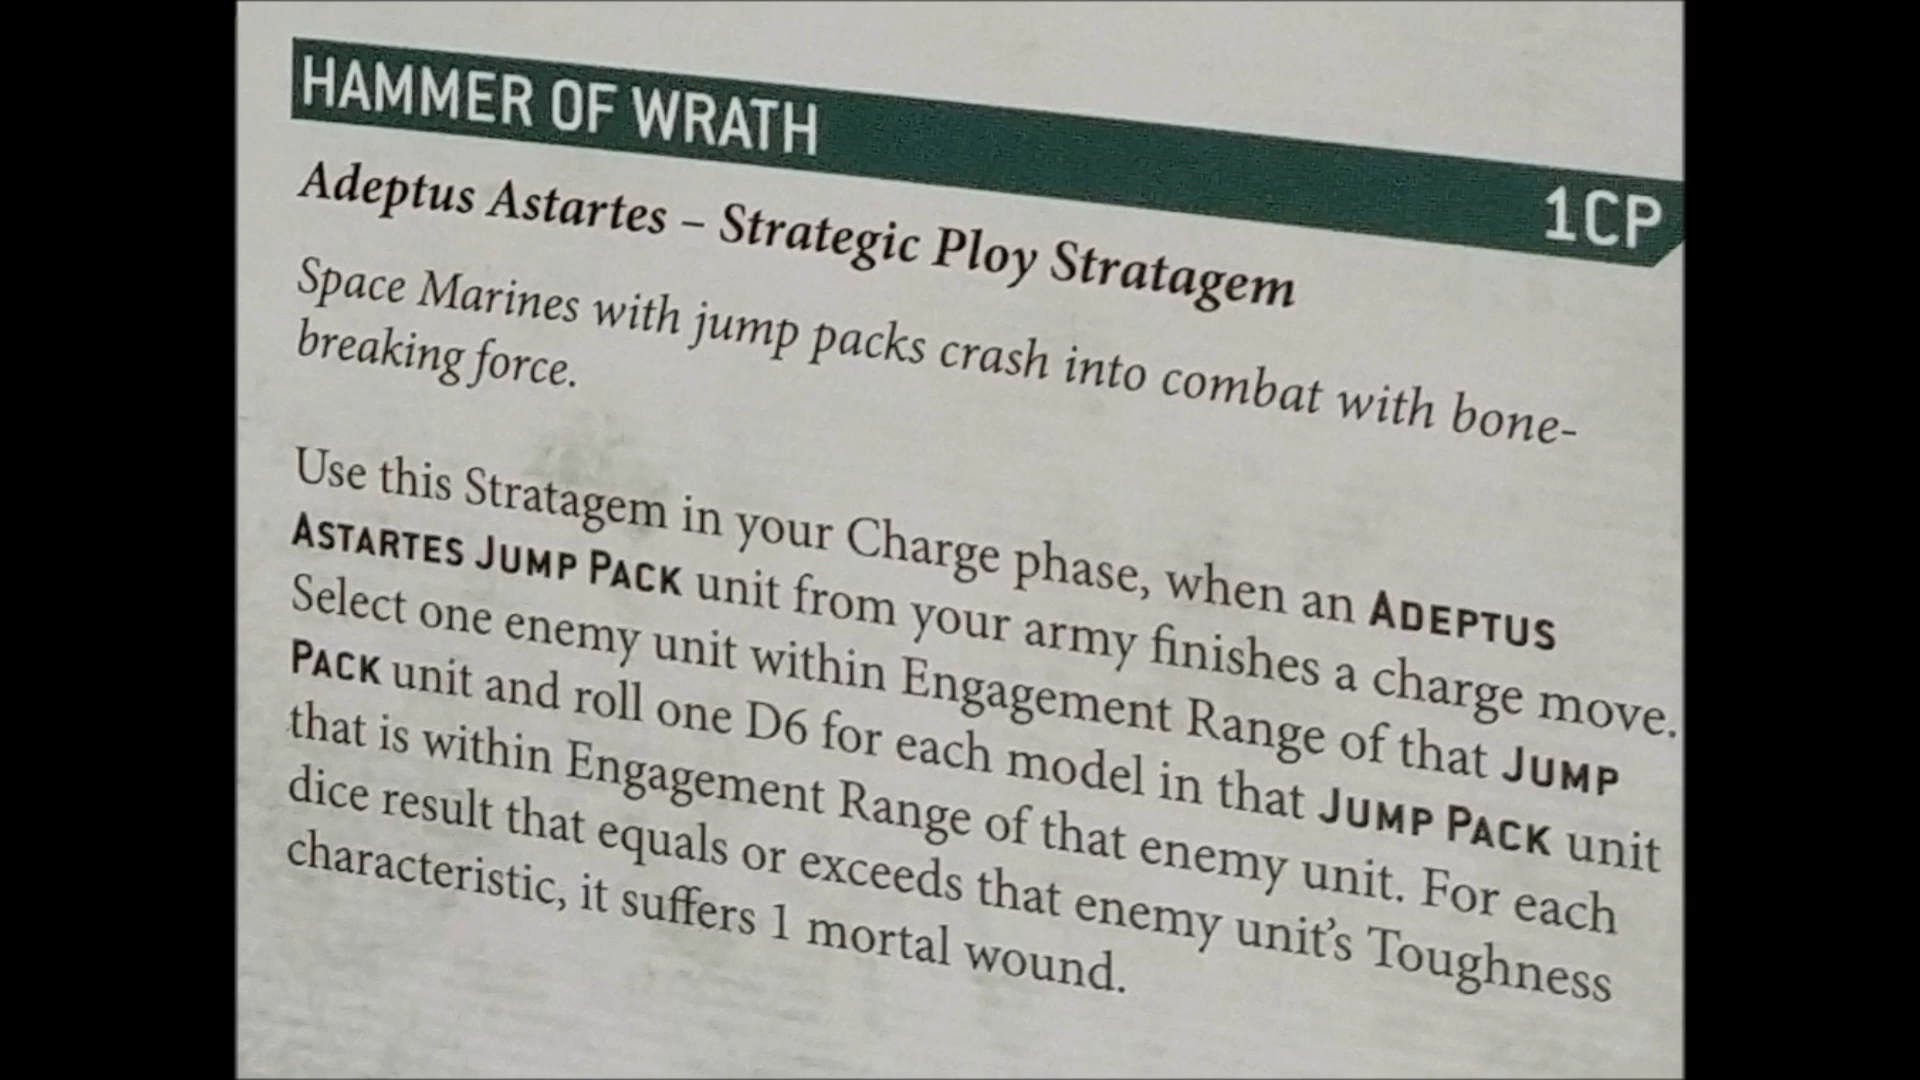 HAMMER OF WRATH
1CP
Adeptus Astartes – Strategic Ploy Stratagem
Space Marines with jump packs crash into combat with bone-
breaking force.
Use this Stratagem in your Charge phase, when an ADEPTUS
ASTARTES JUMP PACK unit from your army finishes a charge move.
Select one enemy unit within Engagement Range of that JUMP
PACK unit and roll one D6 for each model in that JUMP PACK unit
that is within Engagement Range of that enemy unit. For each
dice result that equals or exceeds that enemy unit's Toughness
characteristic, it suffers 1 mortal wound.